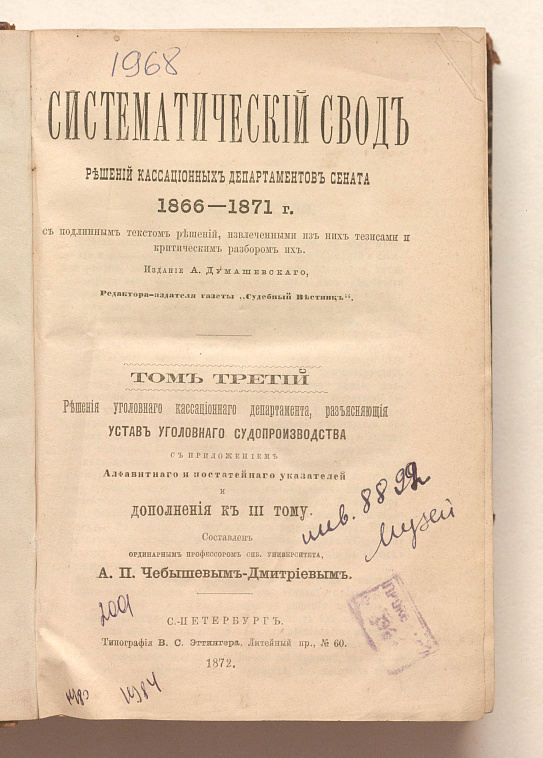 1968
СИСТЕМАТИЧЕСКІЙ СВОДЪ
РѢШЕНІЙ КАССАЦІОННЫХЪ ДЕПАРТАМЕНТОВЪ СЕНАТА
1866—1871 г.
съ подлиннымъ текстомъ рѣшеній, извлеченными изъ нихъ тезисами и
критическимъ разборомъ ихъ.
Изданіе А. Думашевскаго,
Редактора-издателя газеты „Судебный Вѣстникъ“.
ТОМЪ ТРЕТІЙ
Рѣшенія уголовнаго кассаціоннаго департамента, разъясняющія
УСТАВЪ УГОЛОВНАГО СУДОПРОИЗВОДСТВА
СЪ ПРИЛОЖЕНІЕМЪ
Алфавитнаго и постатейнаго указателей
и
дополненія къ III тому.
инв. 8892
Музей
Составленъ
ординарнымъ профессоромъ спб. университета,
А. П. Чебышевымъ-Дмитріевымъ.
2001
С.-ПЕТЕРБУРГЪ.
Типографія В. С. Эттингера, Литейный пр., № 60.
1872.
1984